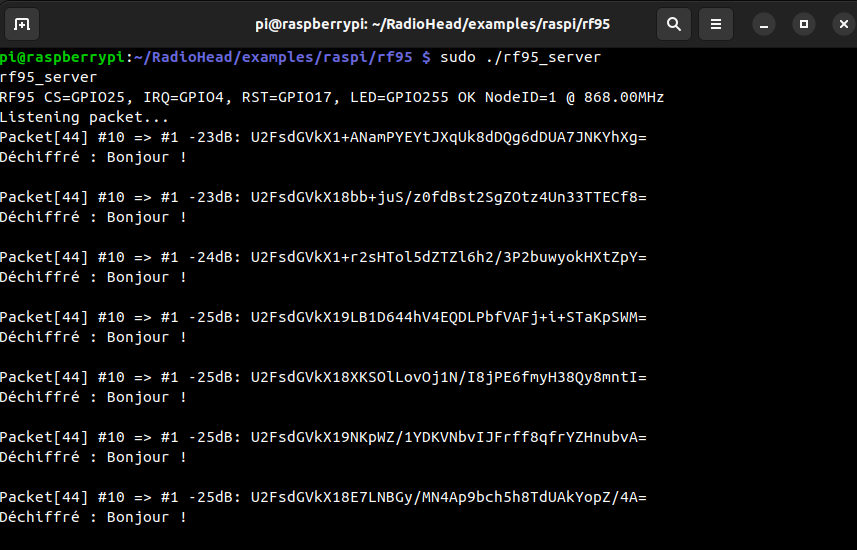 pi@raspberrypi: ~/RadioHead/examples/raspi/rf95
pi@raspberrypi:~/RadioHead/examples/raspi/rf95 $ sudo ./rf95_server
rf95_server
RF95 CS=GPIO25, IRQ=GPIO4, RST=GPIO17, LED=GPIO255 OK NodeID=1 @ 868.00MHz
Listening packet...
Packet[44] #10 => #1 -23dB: U2FsdGVkX1+ANamPYEYtJXqUk8dDQg6dDUA7JNKYhXg=
Déchiffré : Bonjour !
Packet[44] #10 => #1 -23dB: U2FsdGVkX18bb+juS/z0fdBst2SgZOtz4Un33TTECf8=
Déchiffré : Bonjour !
Packet[44] #10 => #1 -24dB: U2FsdGVkX1+r2sHTol5dZTZl6h2/3P2buwyokHXtZpY=
Déchiffré : Bonjour !
Packet[44] #10 => #1 -25dB: U2FsdGVkX19LB1D644hV4EQDLPbfVAFj+i+STaKpSWM=
Déchiffré : Bonjour !
Packet[44] #10 => #1 -25dB: U2FsdGVkX18XKSOlLovOj1N/I8jPE6fmyH38Qy8mntI=
Déchiffré : Bonjour !
Packet[44] #10 => #1 -25dB: U2FsdGVkX19NKpWZ/1YDKVNbvIJFrff8qfrYZHnubvA=
Déchiffré : Bonjour !
Packet[44] #10 => #1 -25dB: U2FsdGVkX18E7LNBGy/MN4Ap9bch5h8TdUAkYopZ/4A=
Déchiffré : Bonjour !